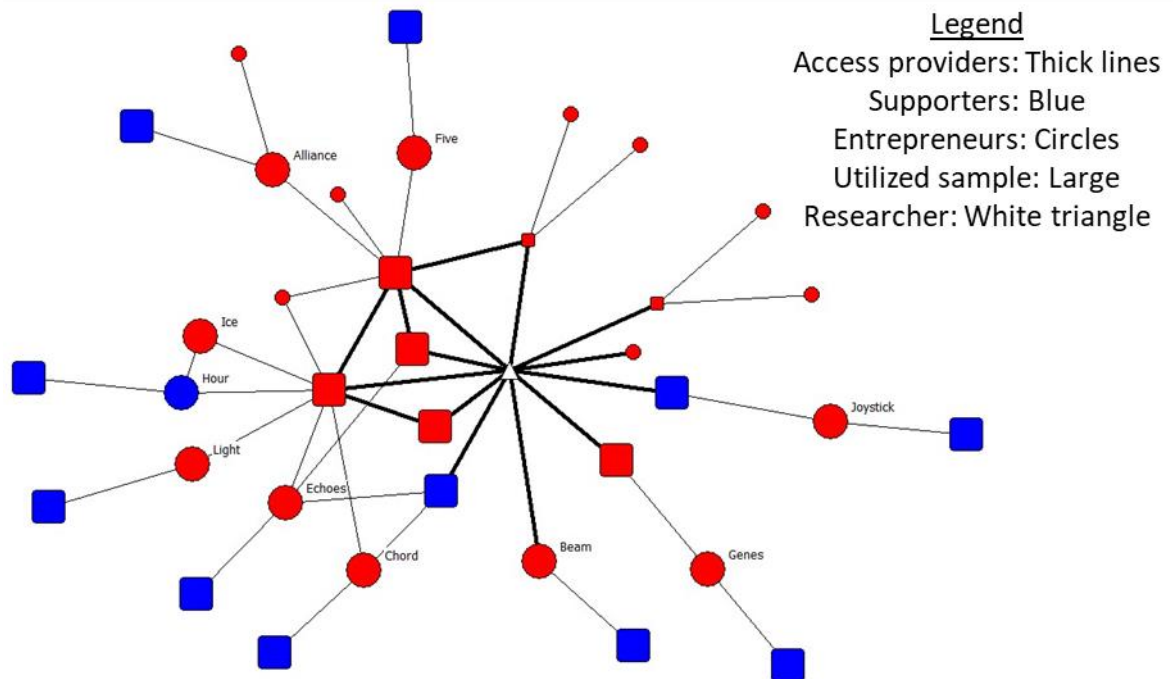 Legend
Access providers: Thick lines
Supporters: Blue
Entrepreneurs: Circles
Utilized sample: Large
Researcher: White triangle
Five
Alliance
Ice
Hour
Joystick
Light
Echoes
Chord
Beam
Genes